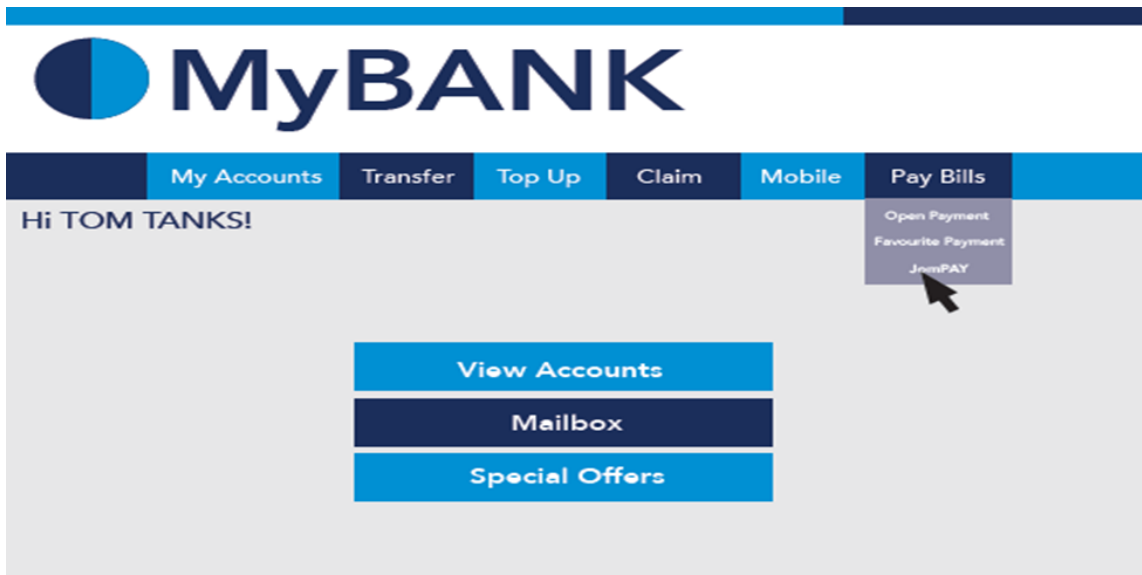 MyBANK
My Accounts Transfer Top Up Claim Mobile Pay Bills
Hi TOM TANKS!
Open Payment
Favourite Payment
JomPAY
View Accounts
Mailbox
Special Offers